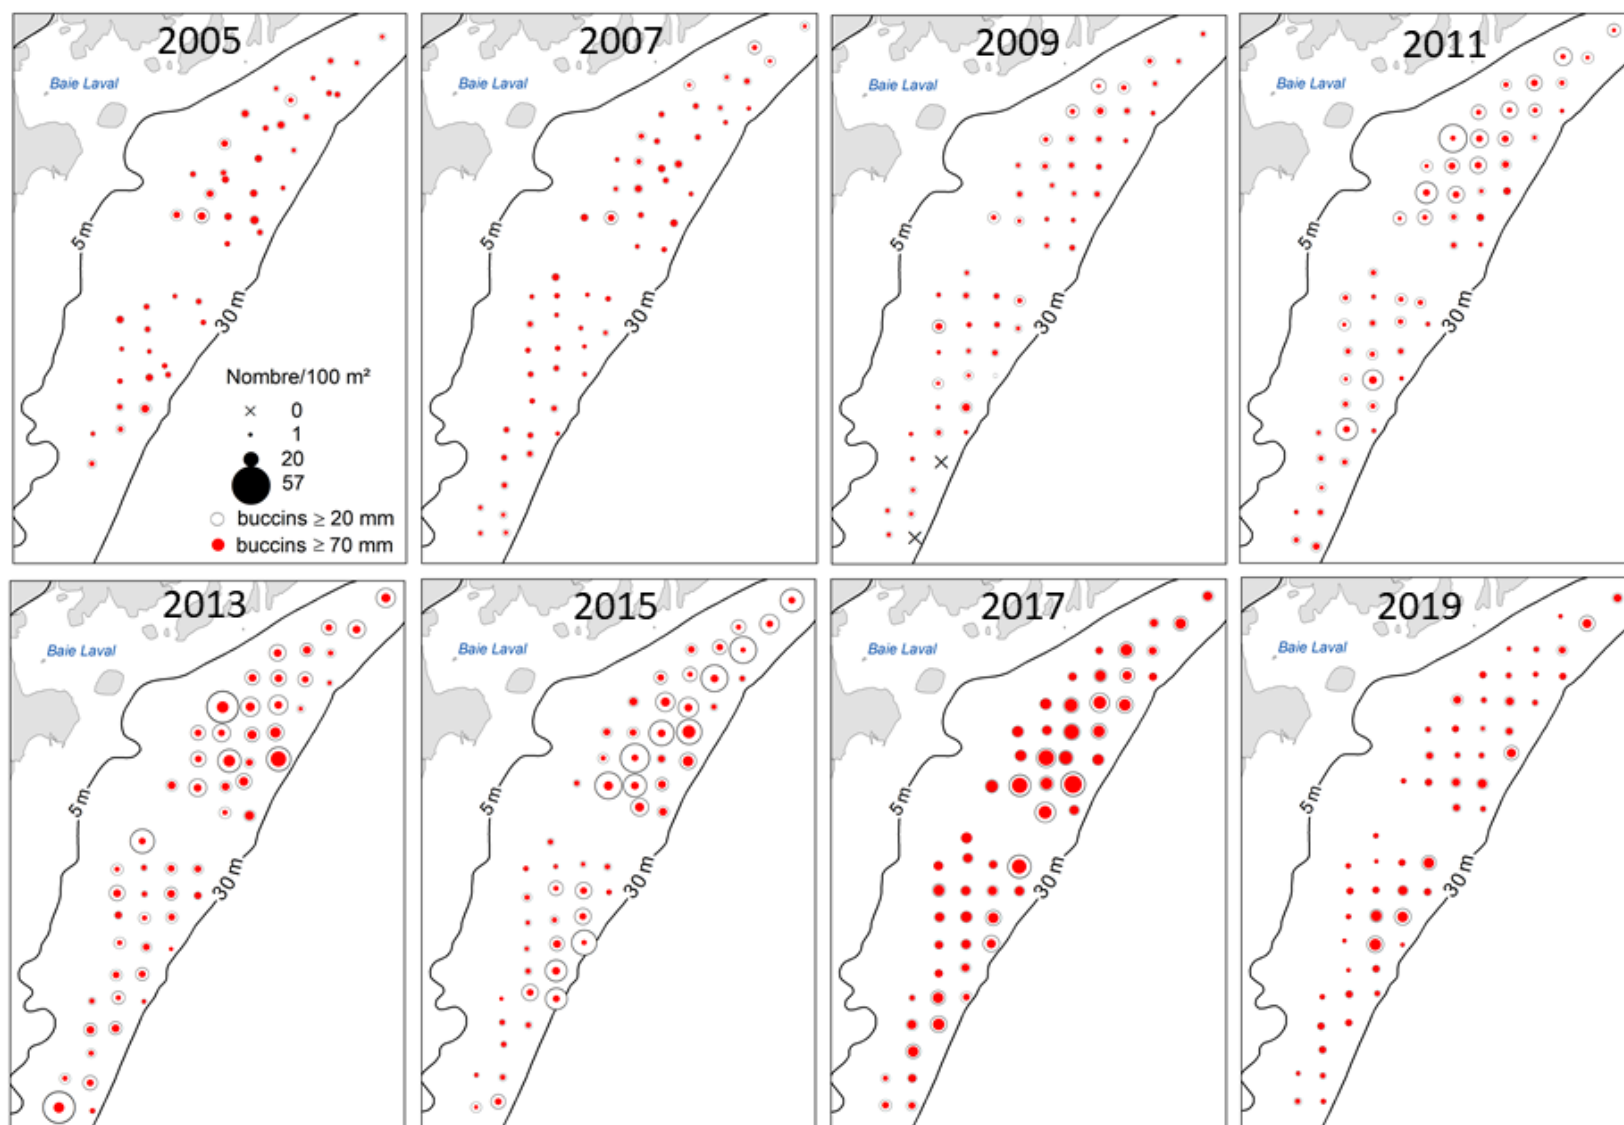 2005
Baie Laval
5 m
30 m
Nombre/100 m²
0
1
20
57
buccins ≥ 20 mm
buccins ≥ 70 mm
2007
Baie Laval
5 m
30 m
2009
Baie Laval
5 m
30 m
2011
Baie Laval
5 m
30 m
2013
Baie Laval
5 m
30 m
2015
Baie Laval
5 m
30 m
2017
Baie Laval
5 m
30 m
2019
Baie Laval
5 m
30 m